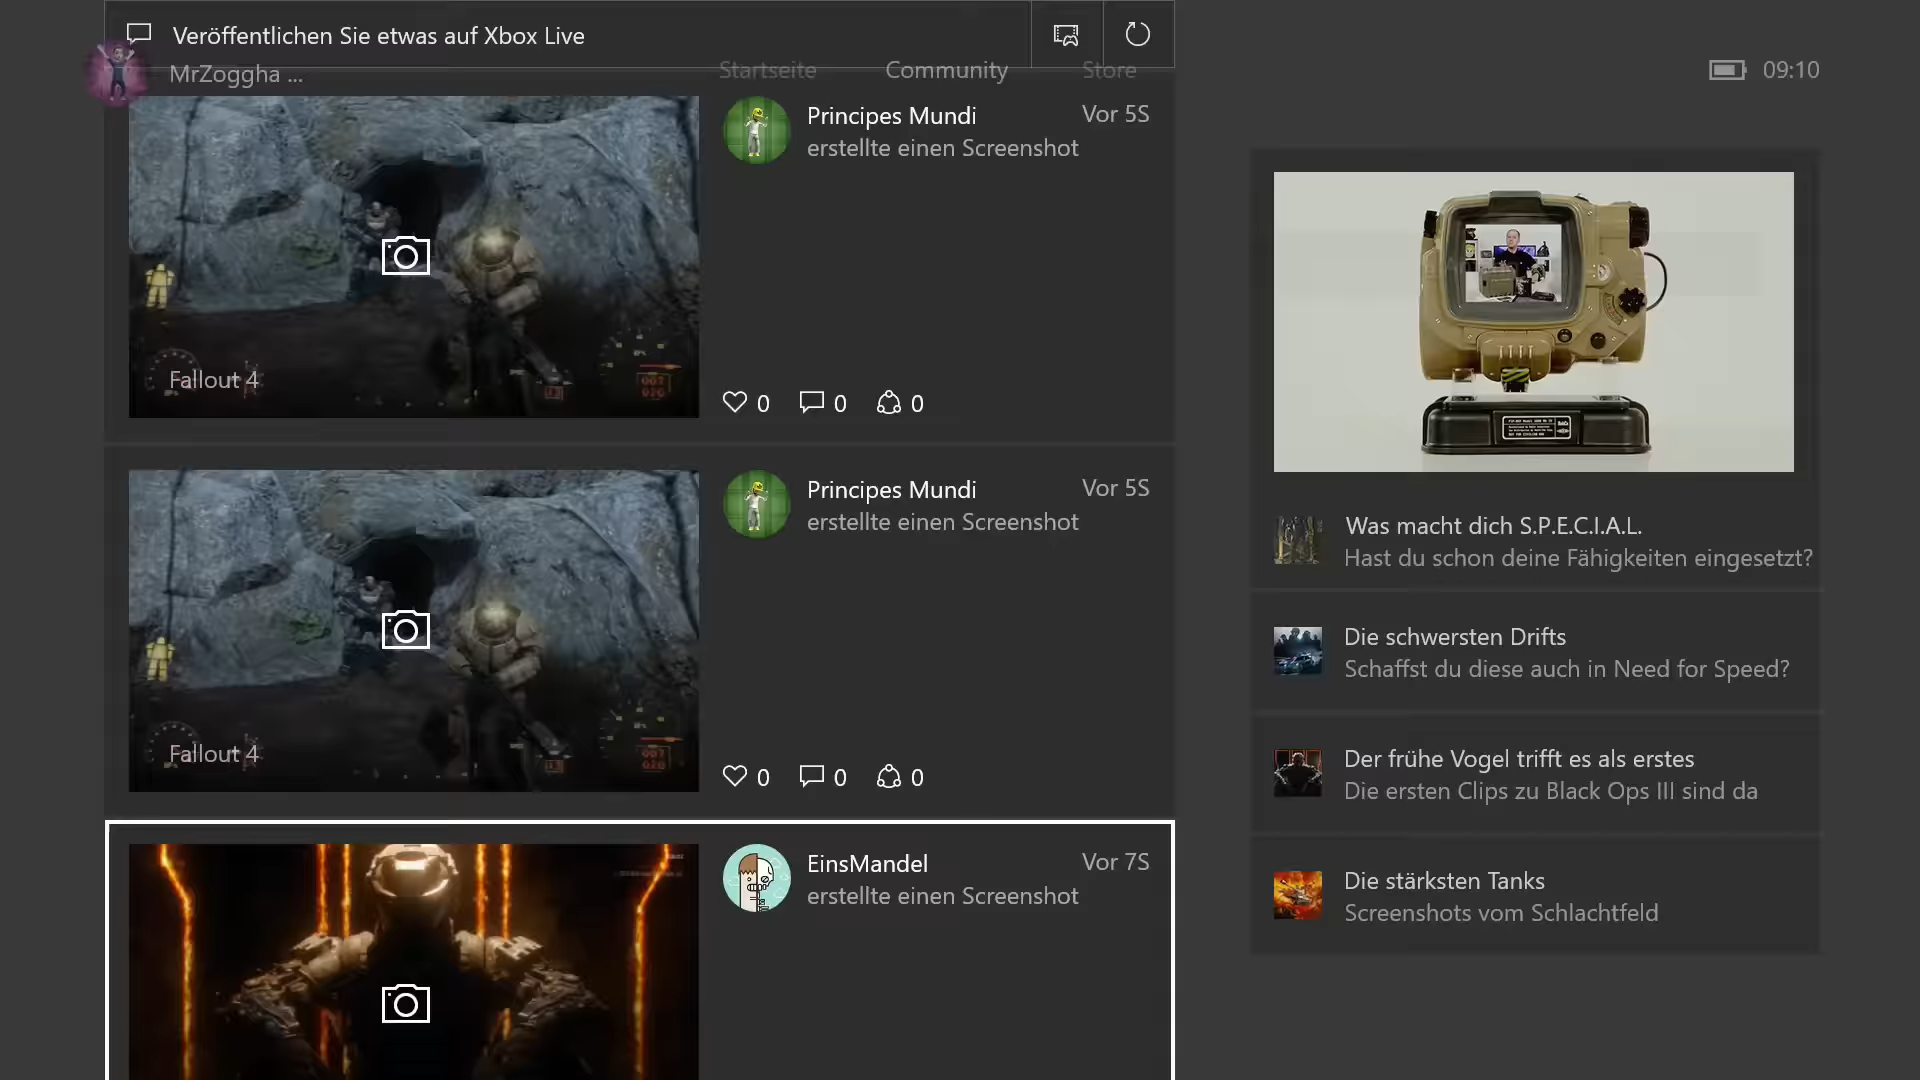 Veröffentlichen Sie etwas auf Xbox Live
MrZoggha ...
Startseite
Community
Store
09:10
Principes Mundi
Vor 5S
erstellte einen Screenshot
Fallout 4
0
0
0
Principes Mundi
Vor 5S
erstellte einen Screenshot
Fallout 4
0
0
0
EinsMandel
Vor 7S
erstellte einen Screenshot
Was macht dich S.P.E.C.I.A.L.
Hast du schon deine Fähigkeiten eingesetzt?
Die schwersten Drifts
Schaffst du diese auch in Need for Speed?
Der frühe Vogel trifft es als erstes
Die ersten Clips zu Black Ops III sind da
Die stärksten Tanks
Screenshots vom Schlachtfeld